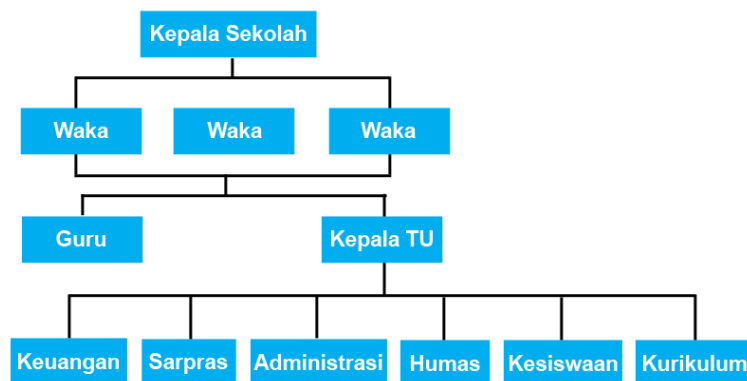 Kepala Sekolah
Waka
Waka
Waka
Guru
Kepala TU
Keuangan
Sarpras
Administrasi
Humas
Kesiswaan
Kurikulum